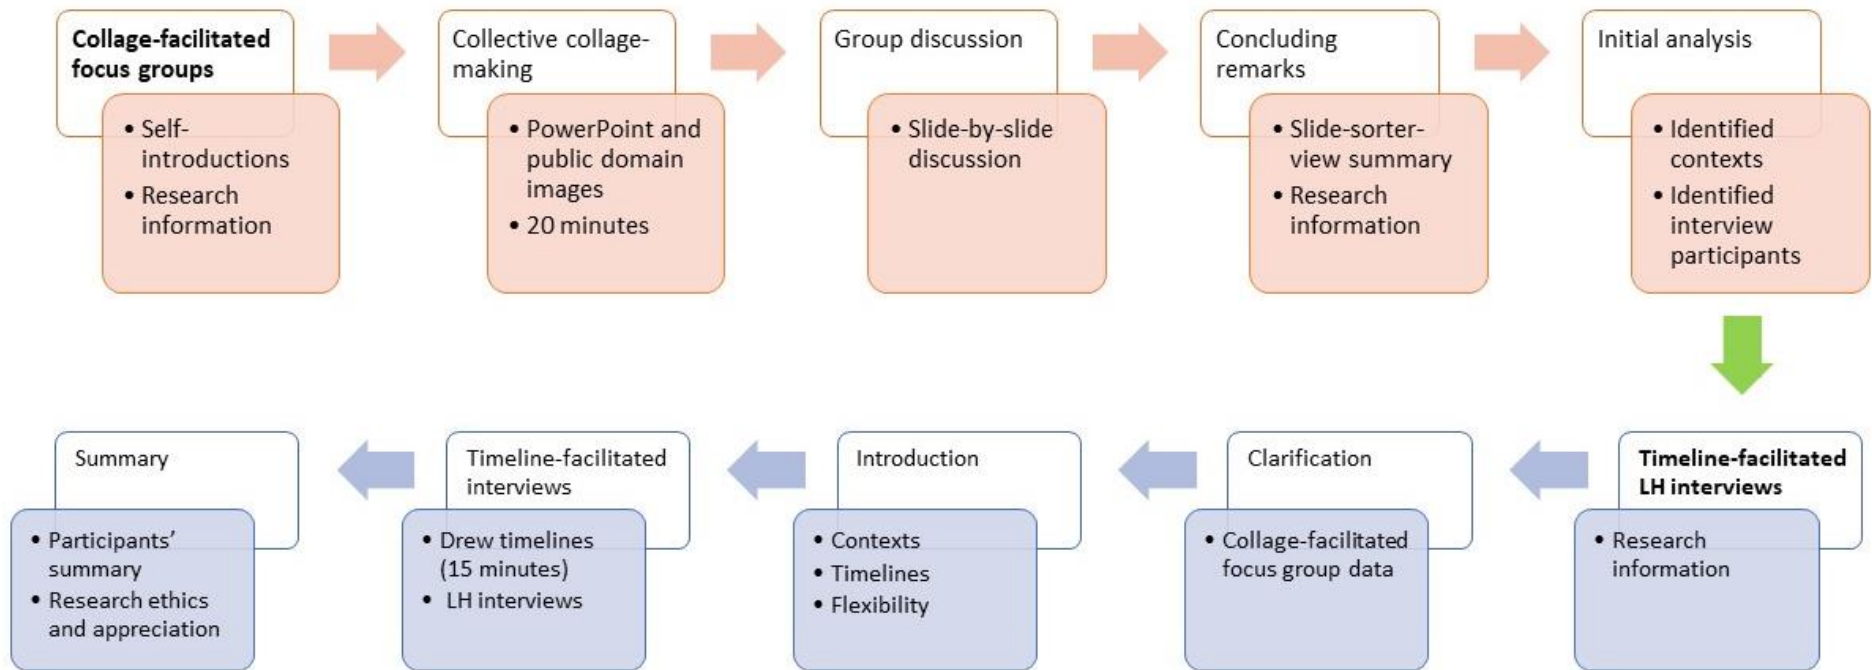 Collage-facilitated
focus groups
• Self-
introductions
• Research
information
Collective collage-
making
• PowerPoint and
public domain
images
• 20 minutes
Group discussion
• Slide-by-slide
discussion
Concluding
remarks
• Slide-sorter-
view summary
• Research
information
Initial analysis
• Identified
contexts
• Identified
interview
participants
Timeline-facilitated
LH interviews
• Research
information
Clarification
• Collage-facilitated
focus group data
Introduction
• Contexts
• Timelines
• Flexibility
Timeline-facilitated
interviews
• Drew timelines
(15 minutes)
• LH interviews
Summary
• Participants’
summary
• Research ethics
and appreciation